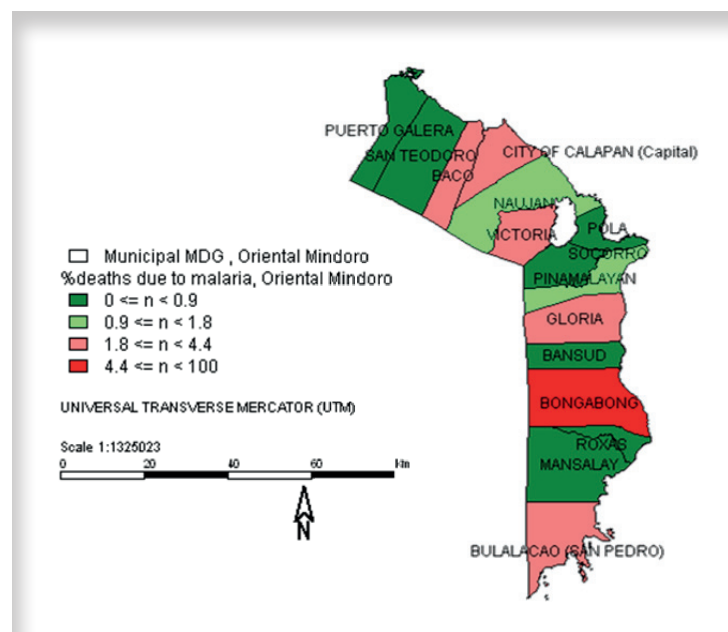 PUERTO GALERA
SAN TEODORO
BACO
CITY OF CALAPAN (Capital)
NAUJAN
VICTORIA
POLA
SOCORRO
PINAMALAYAN
GLORIA
BANSUD
BONGABONG
ROXAS
MANSALAY
BULALACAO (SAN PEDRO)
Municipal MDG , Oriental Mindoro
%deaths due to malaria, Oriental Mindoro
0 <= n < 0.9
0.9 <= n < 1.8
1.8 <= n < 4.4
4.4 <= n < 100
UNIVERSAL TRANSVERSE MERCATOR (UTM)
Scale 1:1325023
0 20 40 60 km
N